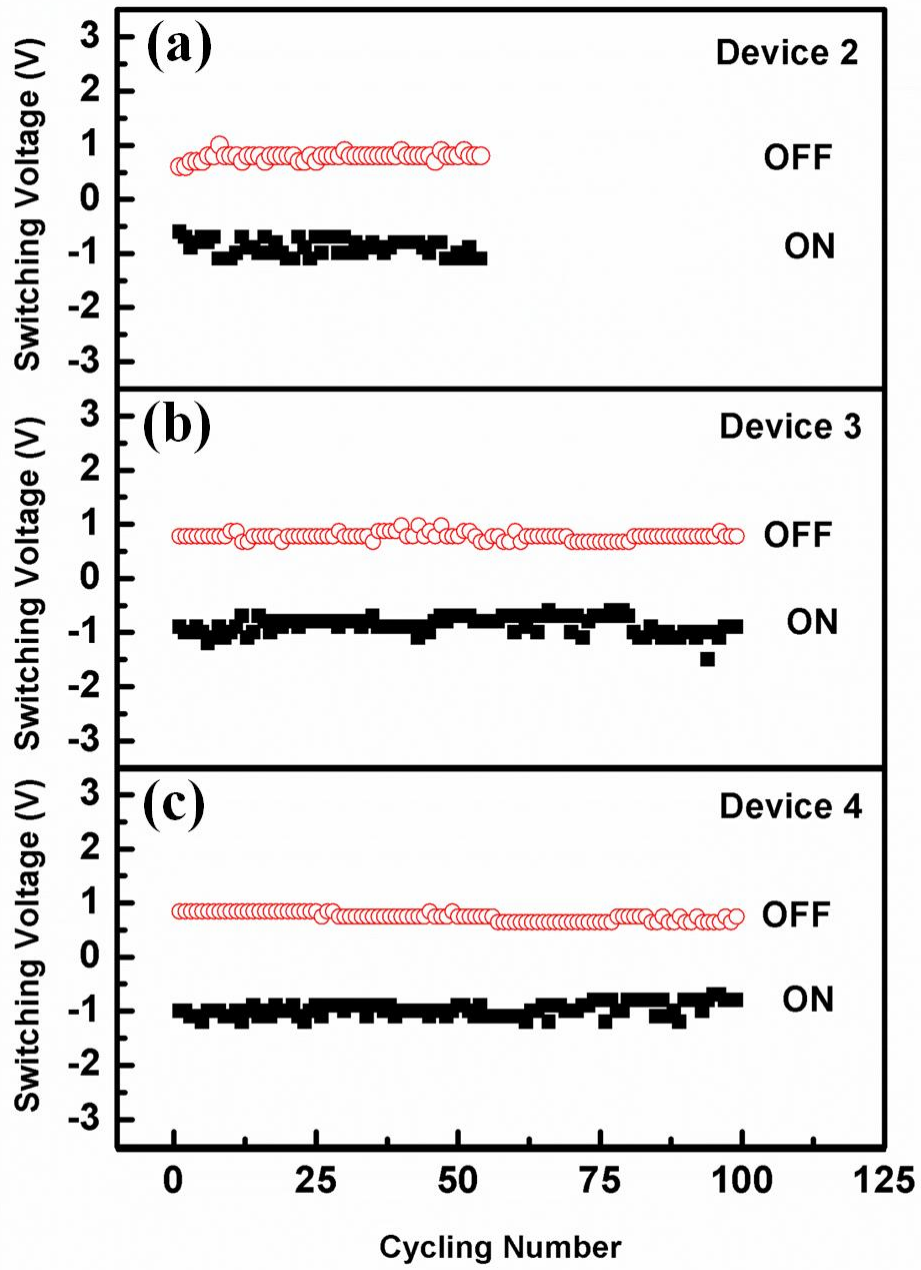 (a)
Device 2
Switching Voltage (V)
3
2
1
0
-1
-2
-3
OFF
ON
(b)
Device 3
Switching Voltage (V)
3
2
1
0
-1
-2
-3
OFF
ON
(c)
Device 4
Switching Voltage (V)
3
2
1
0
-1
-2
-3
OFF
ON
0 25 50 75 100 125
Cycling Number